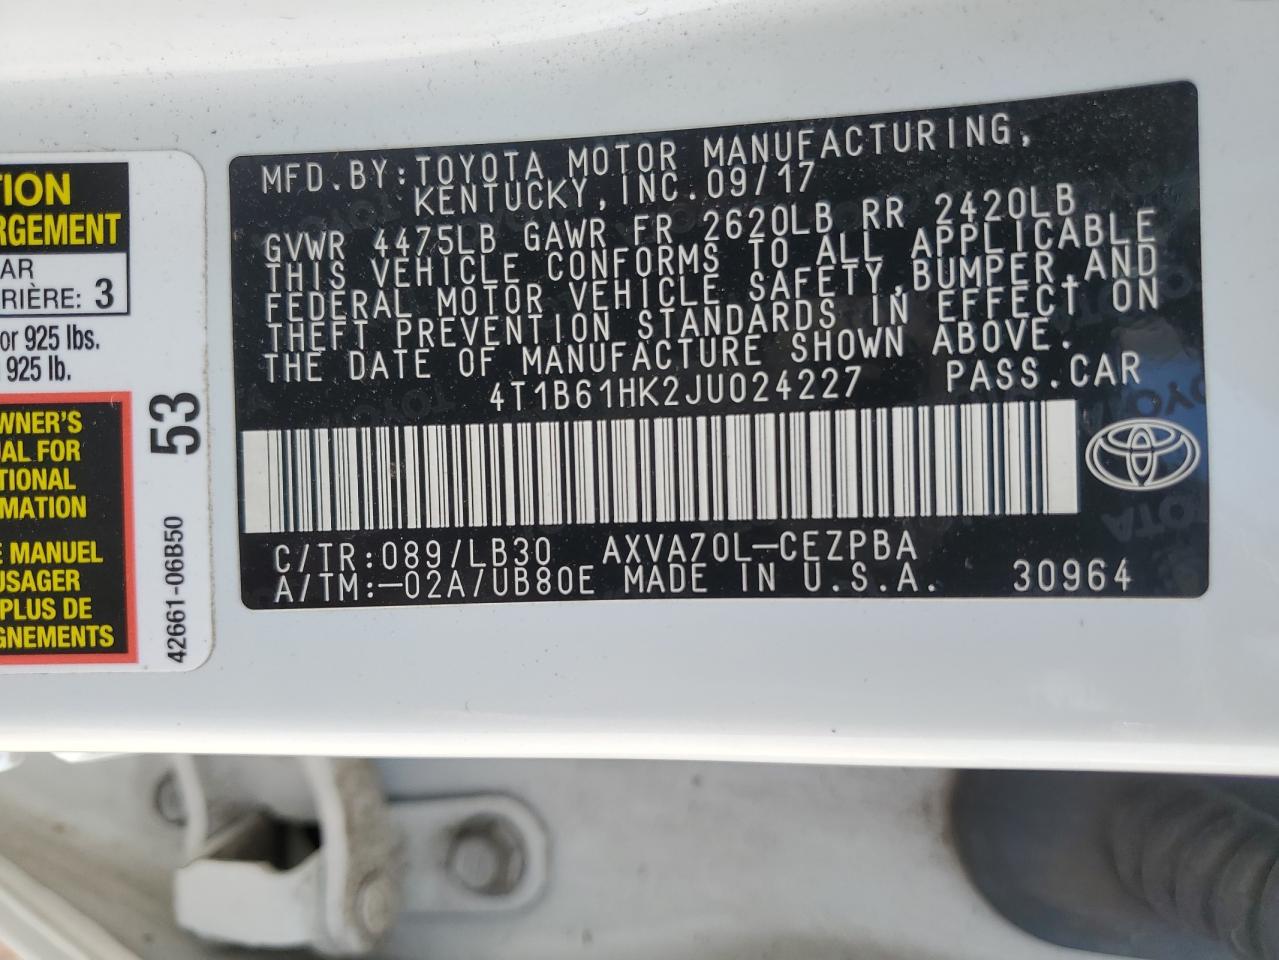 TION
RGEMENT
AR
RIÈRE: 3
or 925 lbs.
925 lb.
WNER'S
UAL FOR
TIONAL
MATION
E MANUEL
USAGER
PLUS DE
GNEMENTS
53
42661-06B50
MFD.BY:TOYOTA MOTOR MANUFACTURING,
KENTUCKY,INC.09/17
GVWR 4475LB GAWR FR 2620LB RR 2420LB
THIS VEHICLE CONFORMS TO ALL APPLICABLE
FEDERAL MOTOR VEHICLE SAFETY,BUMPER,AND
THEFT PREVENTION STANDARDS IN EFFECT ON
THE DATE OF MANUFACTURE SHOWN ABOVE.
4T1B61HK2JU024227 PASS.CAR
C/TR:089/LB30 AXVA70L-CEZPBA
A/TM:-02A/UB80E MADE IN U.S.A. 30964